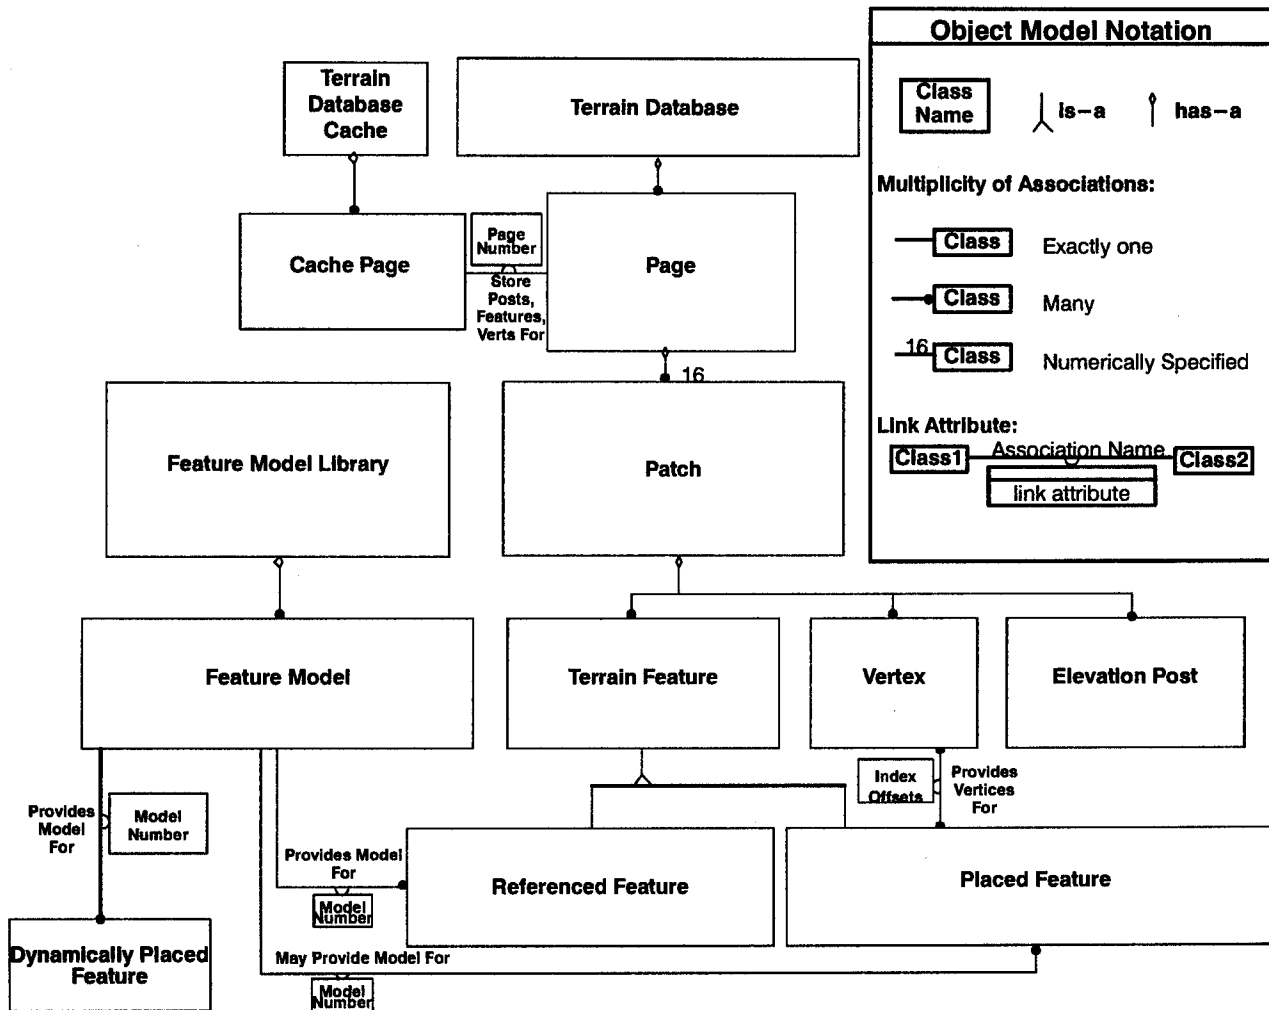 Object Model Notation
Class
Name
is-a
has-a
Multiplicity of Associations:
Class
Exactly one
Class
Many
16
Class
Numerically Specified
Link Attribute:
Class1
Association Name
Class2
link attribute
Terrain
Database
Cache
Terrain Database
Cache Page
Page
Number
Store
Posts,
Features,
Verts For
Page
16
Feature Model Library
Patch
Feature Model
Terrain Feature
Vertex
Elevation Post
Provides
Model
For
Model
Number
Index
Offsets
Provides
Vertices
For
Provides Model
For
Model
Number
Referenced Feature
Placed Feature
Dynamically Placed
Feature
May Provide Model For
Model
Number